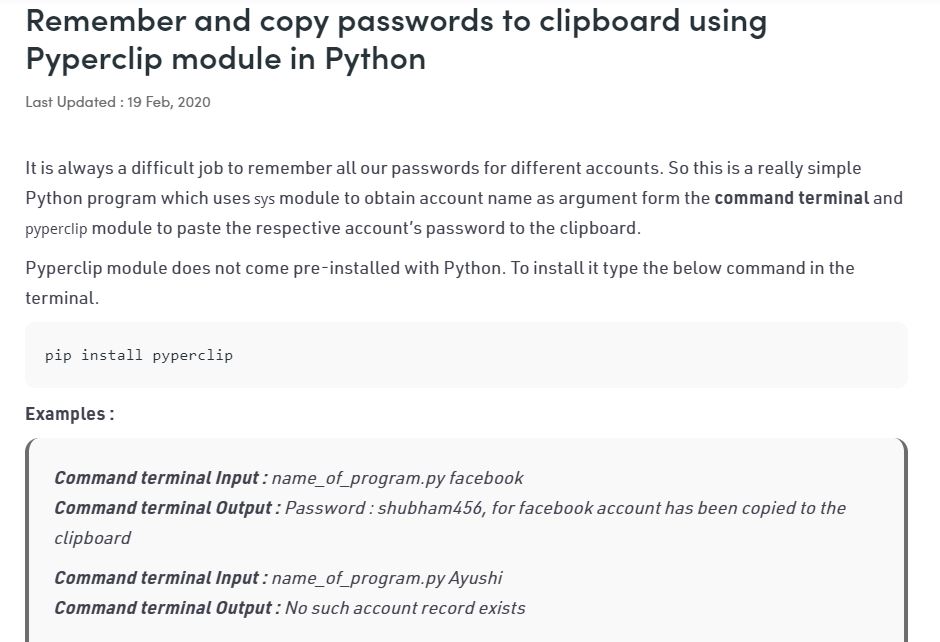 Remember and copy passwords to clipboard using
Pyperclip module in Python
Last Updated : 19 Feb, 2020
It is always a difficult job to remember all our passwords for different accounts. So this is a really simple
Python program which uses sys module to obtain account name as argument form the command terminal and
pyperclip module to paste the respective account’s password to the clipboard.
Pyperclip module does not come pre-installed with Python. To install it type the below command in the
terminal.
pip install pyperclip
Examples :
Command terminal Input : name_of_program.py facebook
Command terminal Output : Password : shubham456, for facebook account has been copied to the
clipboard
Command terminal Input : name_of_program.py Ayushi
Command terminal Output : No such account record exists